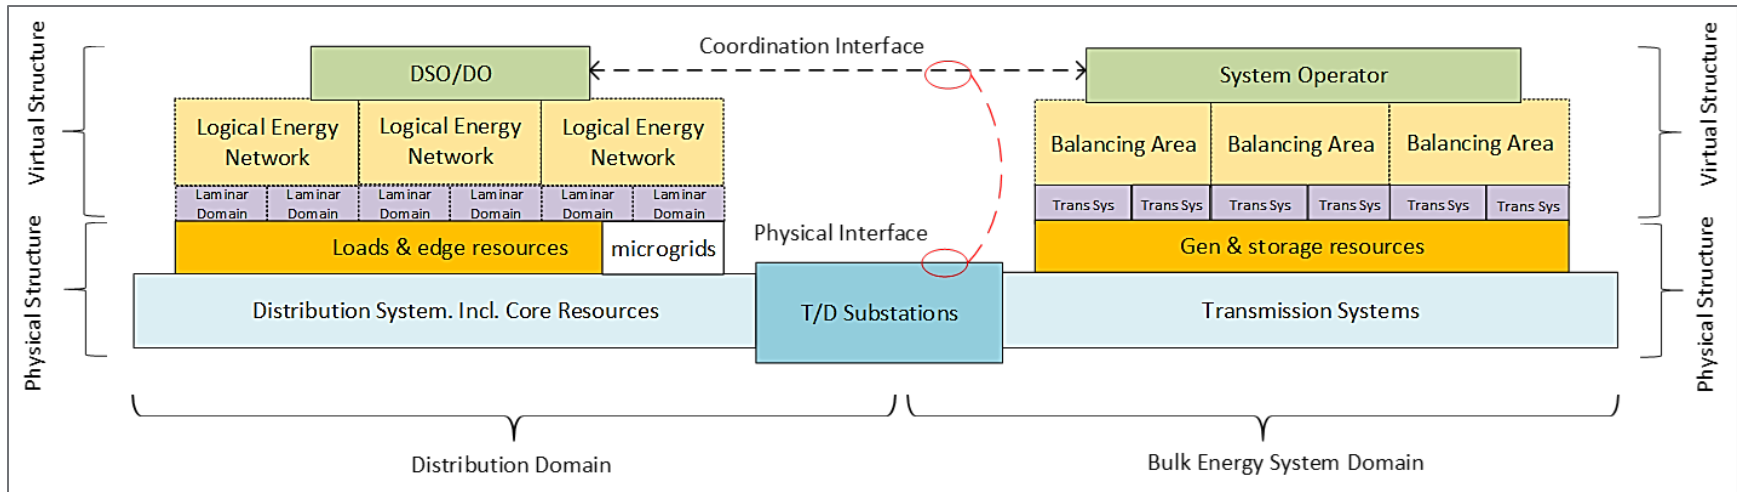 Coordination Interface
DSO/DO
System Operator
Virtual Structure
Logical Energy
Network
Logical Energy
Network
Logical Energy
Network
Balancing Area
Balancing Area
Balancing Area
Virtual Structure
Laminar
Domain
Laminar
Domain
Laminar
Domain
Laminar
Domain
Laminar
Domain
Laminar
Domain
Trans Sys
Trans Sys
Trans Sys
Trans Sys
Trans Sys
Trans Sys
Physical Structure
Loads & edge resources
microgrids
Physical Interface
Gen & storage resources
Physical Structure
Distribution System. Incl. Core Resources
T/D Substations
Transmission Systems
Distribution Domain
Bulk Energy System Domain